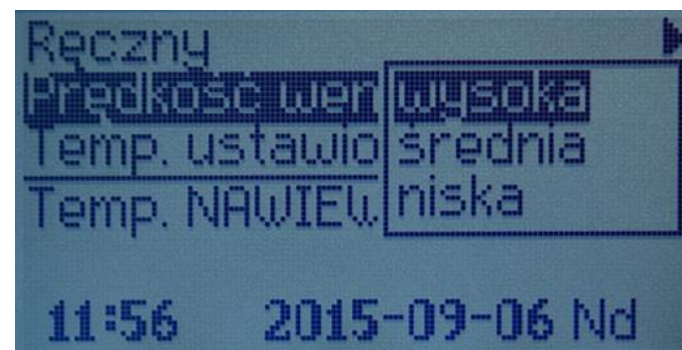 Ręczny
Prędkość wen wysoka
Temp. ustawio średnia
Temp. NAWIEW niska
11:56 2015-09-06 Nd